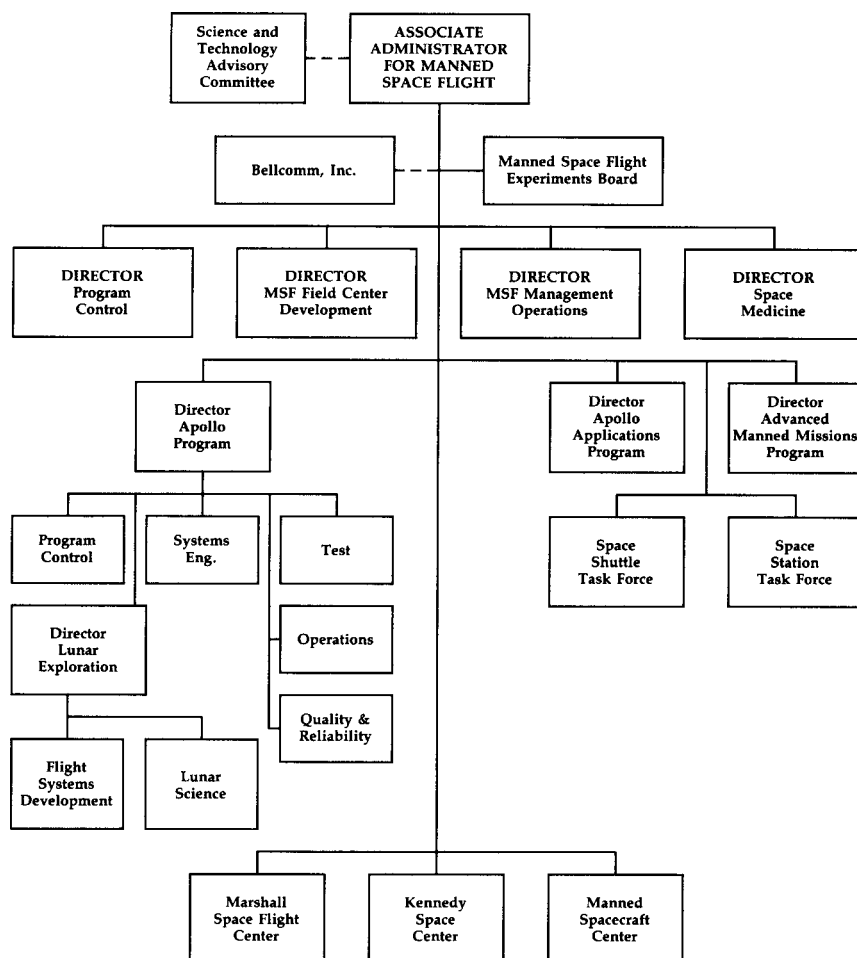 Science and
Technology
Advisory
Committee
ASSOCIATE
ADMINISTRATOR
FOR MANNED
SPACE FLIGHT
Bellcomm, Inc.
Manned Space Flight
Experiments Board
DIRECTOR
Program
Control
DIRECTOR
MSF Field Center
Development
DIRECTOR
MSF Management
Operations
DIRECTOR
Space
Medicine
Director
Apollo
Program
Director
Apollo
Applications
Program
Director
Advanced
Manned Missions
Program
Program
Control
Systems
Eng.
Test
Space
Shuttle
Task Force
Space
Station
Task Force
Director
Lunar
Exploration
Operations
Quality &
Reliability
Flight
Systems
Development
Lunar
Science
Marshall
Space Flight
Center
Kennedy
Space
Center
Manned
Spacecraft
Center